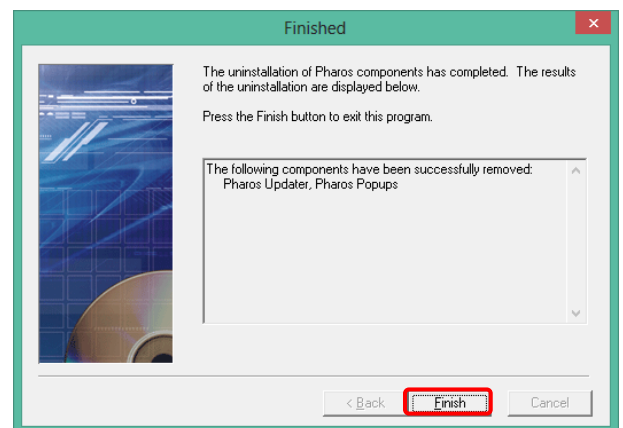 Finished
The uninstallation of Pharos components has completed.  The results
of the uninstallation are displayed below.
Press the Finish button to exit this program.
The following components have been successfully removed:
Pharos Updater, Pharos Popups
< Back
Finish
Cancel